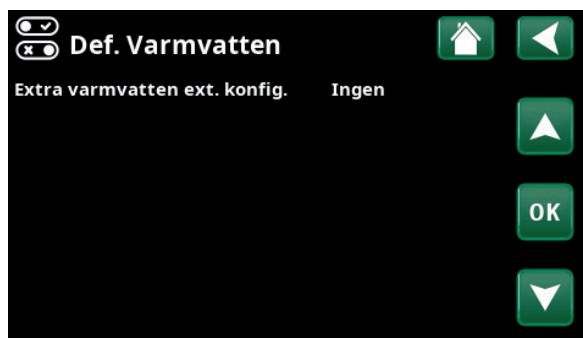 Def. Varmvatten
Extra varmvatten ext. konfig. Ingen
OK